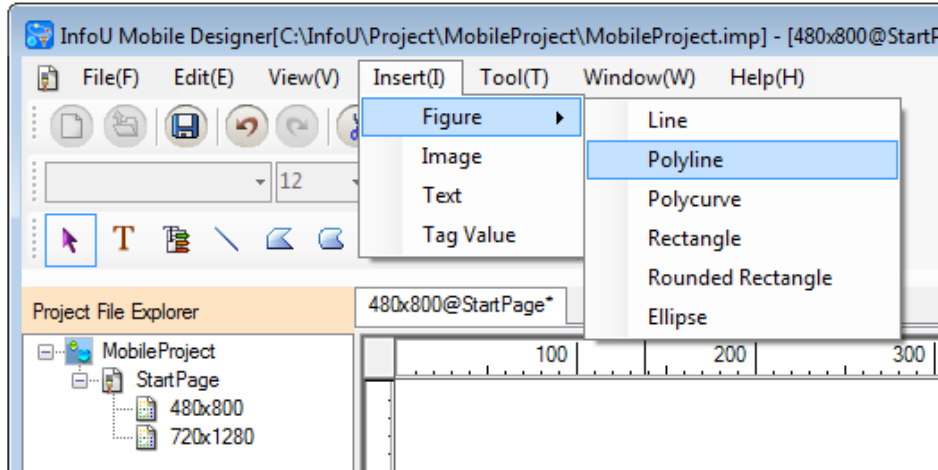 InfoU Mobile Designer[C:\InfoU\Project\MobileProject\MobileProject.imp] - [480x800@StartP
File(F) Edit(E) View(V) Insert(I) Tool(T) Window(W) Help(H)
Figure
Image
Text
Tag Value
Line
Polyline
Polycurve
Rectangle
Rounded Rectangle
Ellipse
12
T
Project File Explorer
MobileProject
StartPage
480x800
720x1280
480x800@StartPage*
100 200 300